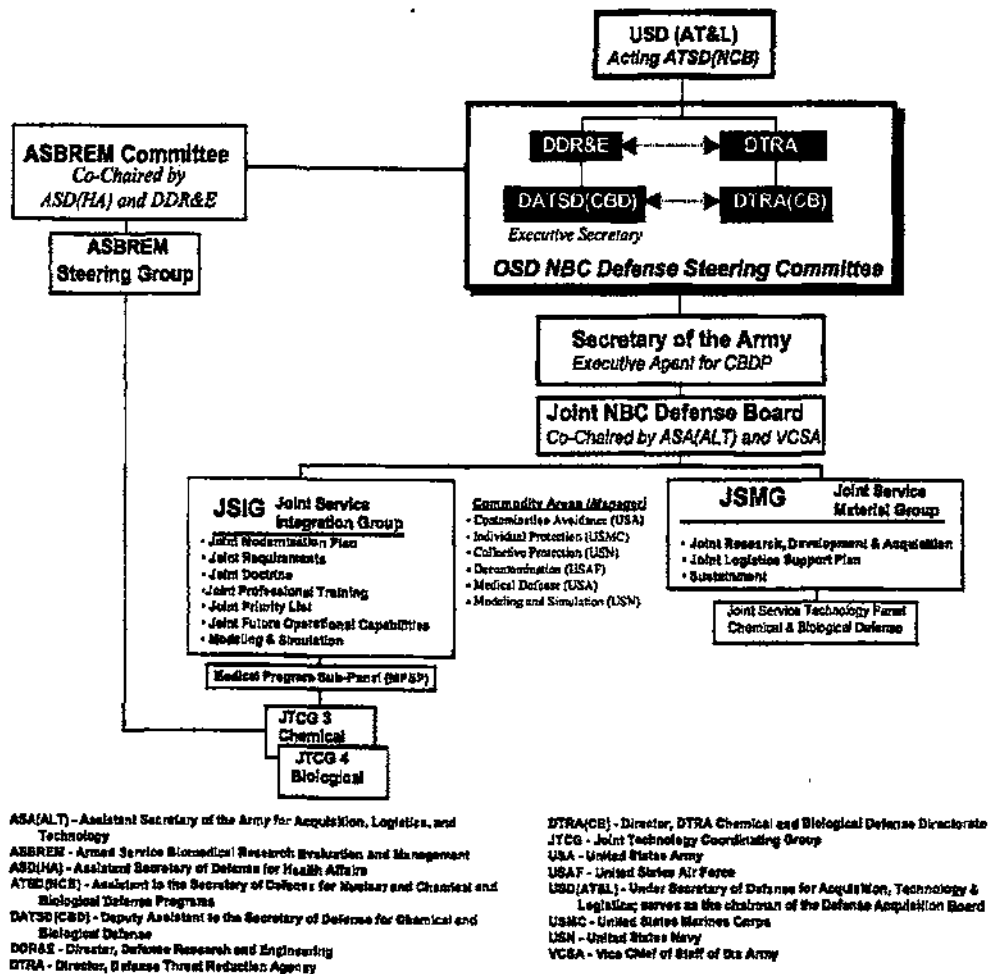 USD (AT&L)
Acting ATSD(NCB)
DDR&E
DTRA
DATSD(CBD)
DTRA(CB)
Executive Secretary
OSD NBC Defense Steering Committee
ASBREM Committee
Co-Chaired by
ASD(HA) and DDR&E
ASBREM
Steering Group
Secretary of the Army
Executive Agent for CBDP
Joint NBC Defense Board
Co-Chaired by ASA(ALT) and VCSA
JSIG Joint Service
Integration Group
• Joint Modernization Plan
• Joint Requirements
• Joint Doctrine
• Joint Professional Training
• Joint Priority List
• Joint Future Operational Capabilities
• Modeling & Simulation
Commodity Areas (Manager)
• Contamination Avoidance (USA)
• Individual Protection (USMC)
• Collective Protection (USN)
• Decontamination (USAF)
• Medical Defense (USA)
• Modeling and Simulation (USN)
JSMG Joint Service
Material Group
• Joint Research, Development & Acquisition
• Joint Logistics Support Plan
• Sustainment
Joint Service Technology Panel
Chemical & Biological Defense
Medical Program Sub-Panel (MPSP)
JTCG 3
Chemical
JTCG 4
Biological
ASA(ALT) - Assistant Secretary of the Army for Acquisition, Logistics, and
Technology
ASBREM - Armed Service Biomedical Research Evaluation and Management
ASD(HA) - Assistant Secretary of Defense for Health Affairs
ATSD(NCB) - Assistant to the Secretary of Defense for Nuclear and Chemical and
Biological Defense Programs
DATSD(CBD) - Deputy Assistant to the Secretary of Defense for Chemical and
Biological Defense
DDR&E - Director, Defense Research and Engineering
DTRA - Director, Defense Threat Reduction Agency
DTRA(CB) - Director, DTRA Chemical and Biological Defense Directorate
JTCG - Joint Technology Coordinating Group
USA - United States Army
USAF - United States Air Force
USD(AT&L) - Under Secretary of Defense for Acquisition, Technology &
Logistics; serves as the chairman of the Defense Acquisition Board
USMC - United States Marines Corps
USN - United States Navy
VCSA - Vice Chief of Staff of the Army